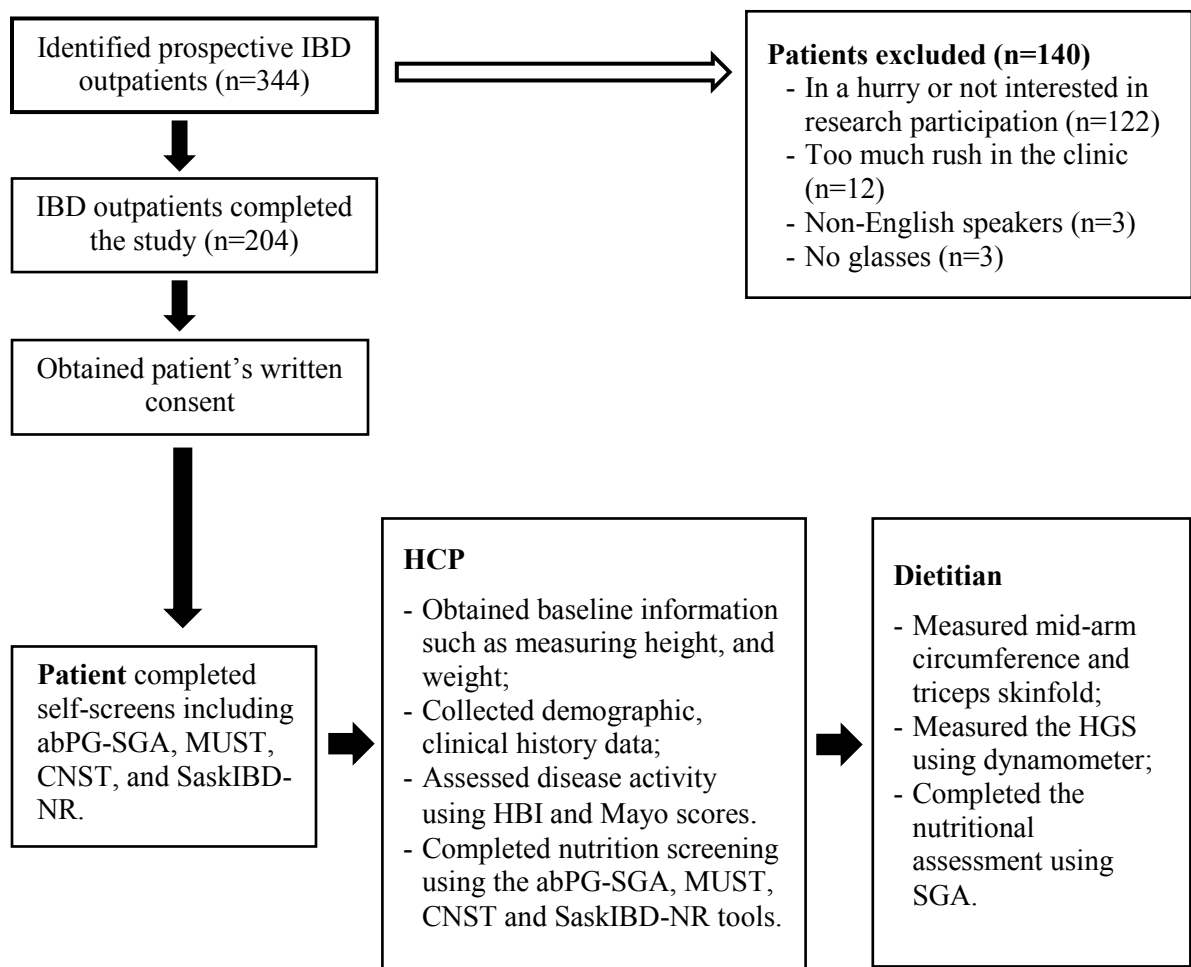 Identified prospective IBD
outpatients (n=344)
Patients excluded (n=140)
- In a hurry or not interested in
research participation (n=122)
- Too much rush in the clinic
(n=12)
- Non-English speakers (n=3)
- No glasses (n=3)
IBD outpatients completed
the study (n=204)
Obtained patient’s written
consent
Patient completed
self-screens including
abPG-SGA, MUST,
CNST, and SaskIBD-
NR.
HCP
- Obtained baseline information
such as measuring height, and
weight;
- Collected demographic,
clinical history data;
- Assessed disease activity
using HBI and Mayo scores.
- Completed nutrition screening
using the abPG-SGA, MUST,
CNST and SaskIBD-NR tools.
Dietitian
- Measured mid-arm
circumference and
triceps skinfold;
- Measured the HGS
using dynamometer;
- Completed the
nutritional
assessment using
SGA.